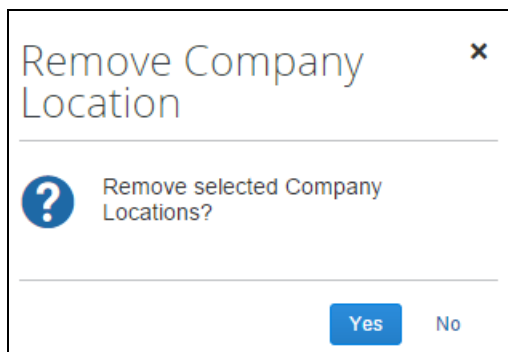 Remove Company
Location
Remove selected Company
Locations?
Yes No